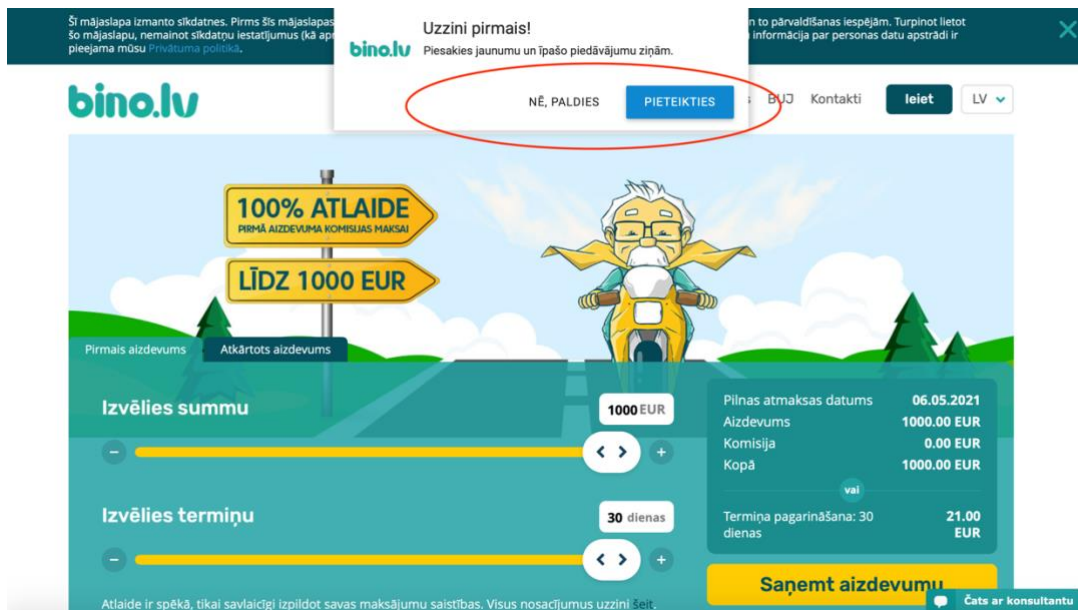 Šī mājaslapa izmanto sīkdatnes. Pirms šīs mājaslapas
n to pārvaldīšanas iespējām. Turpinot lietot
šo mājaslapu, nemainot sīkdatņu iestatījumus (kā apr
informācija par personas datu apstrādi ir
pieejama mūsu Privātuma politikā.
Uzzini pirmais!
bino.lv
Piesakies jaunumu un īpašo piedāvājumu ziņām.
NĒ, PALDIES
PIETEIKTIES
bino.lv
s BUJ Kontakti Ieiet LV
100% ATLAIDE
PIRMĀ AIZDEVUMA KOMISIJAS MAKSAI
LĪDZ 1000 EUR
Pirmais aizdevums Atkārtots aizdevums
Izvēlies summu 1000 EUR
Izvēlies termiņu 30 dienas
Atlaide ir spēkā, tikai savlaicīgi izpildot savas maksājumu saistības. Visus nosacījumus uzzini šeit.
Pilnas atmaksas datums 06.05.2021
Aizdevums 1000.00 EUR
Komisija 0.00 EUR
Kopā 1000.00 EUR
vai
Termiņa pagarināšana: 30 21.00
dienas EUR
Saņemt aizdevumu
Čats ar konsultantu